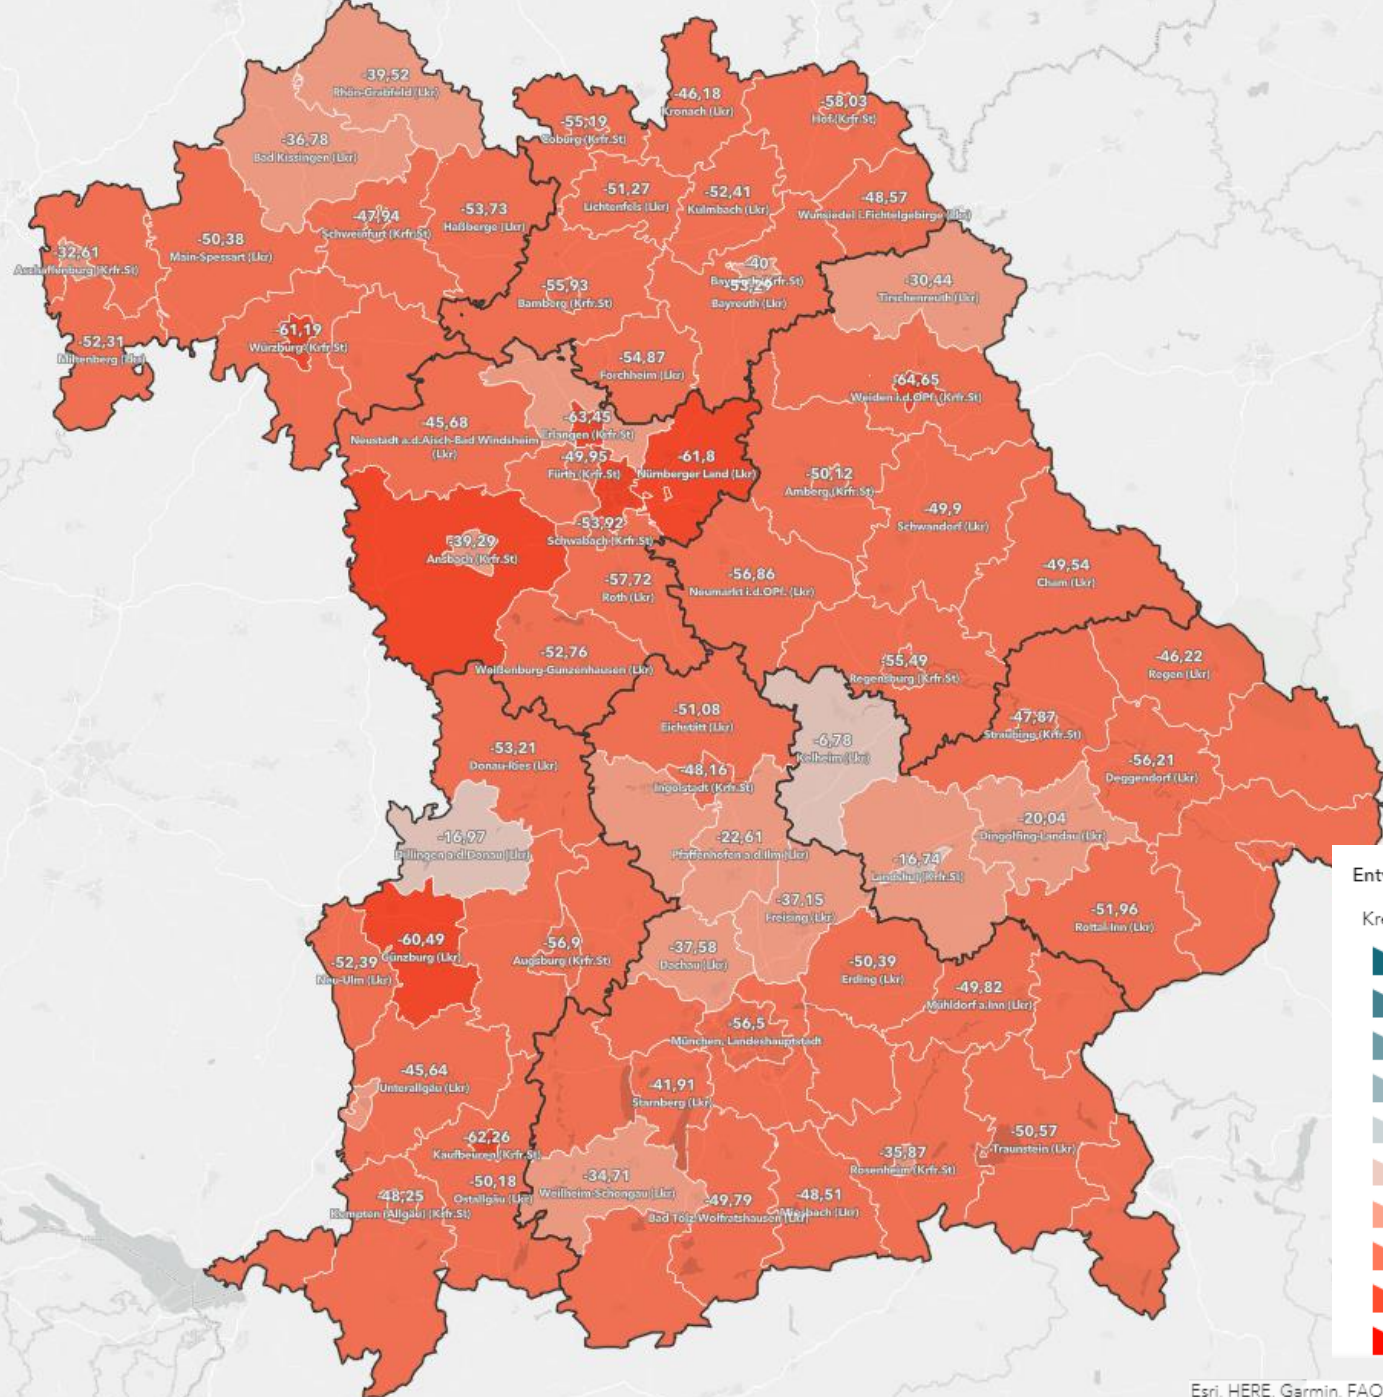 -39,52
Rhön-Grabfeld (Lkr)
-46,18
Kronach (Lkr)
-58,03
Hof (Krfr.St)
-55,19
Coburg (Krfr.St)
-36,78
Bad Kissingen (Lkr)
-51,27
Lichtenfels (Lkr)
-52,41
Kulmbach (Lkr)
-48,57
Wunsiedel i.Fichtelgebirge (Lkr)
-47,94
Schweinfurt (Krfr.St)
-53,73
Haßberge (Lkr)
-50,38
Main-Spessart (Lkr)
-32,61
Aschaffenburg (Krfr.St)
-40
Bayreuth (Krfr.St)
-53,29
Bayreuth (Lkr)
-30,44
Tirschenreuth (Lkr)
-55,93
Bamberg (Krfr.St)
-52,31
Miltenberg (Lkr)
-61,19
Würzburg (Krfr.St)
-54,87
Forchheim (Lkr)
-64,65
Weiden i.d.OPf. (Krfr.St)
-45,68
Neustadt a.d.Aisch-Bad Windsheim
(Lkr)
-63,45
Erlangen (Krfr.St)
-49,95
Fürth (Krfr.St)
-61,8
Nürnberger Land (Lkr)
-50,12
Amberg (Krfr.St)
-49,9
Schwandorf (Lkr)
-53,92
Schwabach (Krfr.St)
-39,29
Ansbach (Krfr.St)
-57,72
Roth (Lkr)
-56,86
Neumarkt i.d.OPf. (Lkr)
-49,54
Cham (Lkr)
-52,76
Weißenburg-Gunzenhausen (Lkr)
-55,49
Regensburg (Krfr.St)
-46,22
Regen (Lkr)
-51,08
Eichstätt (Lkr)
-47,87
Straubing (Krfr.St)
-6,78
Kelheim (Lkr)
-53,21
Donau-Ries (Lkr)
-48,16
Ingolstadt (Krfr.St)
-56,21
Deggendorf (Lkr)
-16,97
Dillingen a.d.Donau (Lkr)
-22,61
Pfaffenhofen a.d.Ilm (Lkr)
-20,04
Dingolfing-Landau (Lkr)
-16,74
Landshut (Krfr.St)
-37,15
Freising (Lkr)
-51,96
Rottal-Inn (Lkr)
-60,49
Günzburg (Lkr)
-52,39
Neu-Ulm (Lkr)
-56,9
Augsburg (Krfr.St)
-37,58
Dachau (Lkr)
-50,39
Erding (Lkr)
-49,82
Mühldorf a.Inn (Lkr)
-56,5
München, Landeshauptstadt
-45,64
Unterallgäu (Lkr)
-41,91
Starnberg (Lkr)
-62,26
Kaufbeuren (Krfr.St)
-50,57
Traunstein (Lkr)
-35,87
Rosenheim (Krfr.St)
-50,18
Ostallgäu (Lkr)
-34,71
Weilheim-Schongau (Lkr)
-48,25
Kempten (Allgäu) (Krfr.St)
-49,79
Bad Tölz-Wolfratshausen (Lkr)
-48,51
Miesbach (Lkr)
Ent
Kr
Esri, HERE, Garmin, FAO